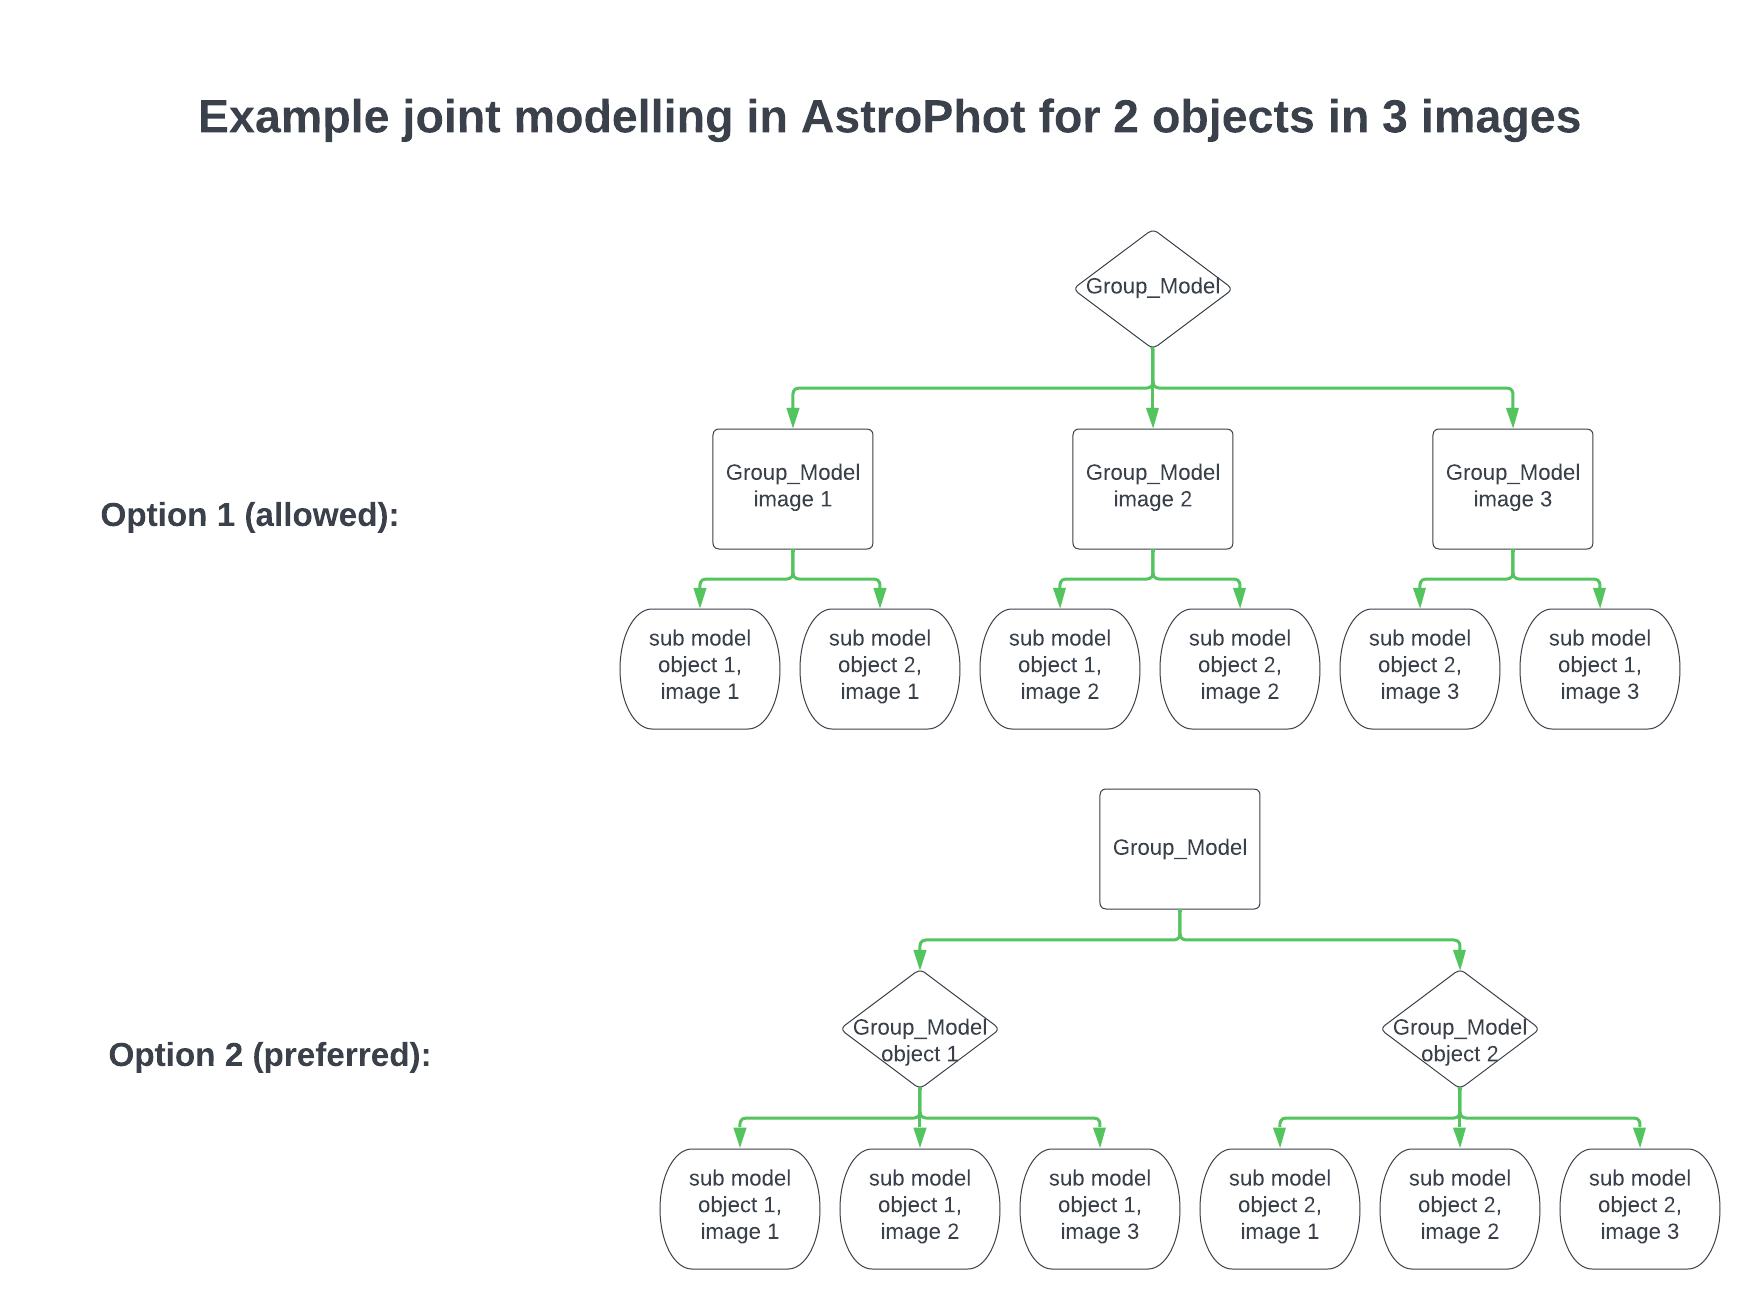 Example joint modelling in AstroPhot for 2 objects in 3 images
Group_Model
Option 1 (allowed):
Group_Model
image 1
Group_Model
image 2
Group_Model
image 3
sub model
object 1,
image 1
sub model
object 2,
image 1
sub model
object 1,
image 2
sub model
object 2,
image 2
sub model
object 2,
image 3
sub model
object 1,
image 3
Group_Model
Option 2 (preferred):
Group_Model
object 1
Group_Model
object 2
sub model
object 1,
image 1
sub model
object 1,
image 2
sub model
object 1,
image 3
sub model
object 2,
image 1
sub model
object 2,
image 2
sub model
object 2,
image 3